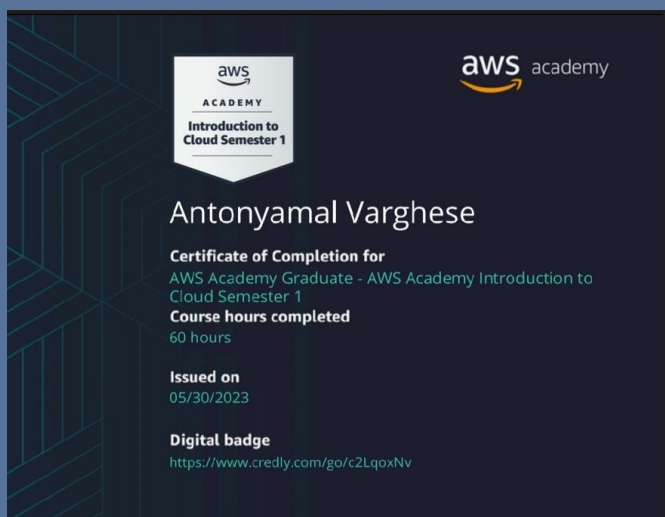 aws
ACADEMY
Introduction to
Cloud Semester 1
aws academy
Antonyamal Varghese
Certificate of Completion for
AWS Academy Graduate - AWS Academy Introduction to
Cloud Semester 1
Course hours completed
60 hours
Issued on
05/30/2023
Digital badge
https://www.credly.com/go/c2LqoxNv